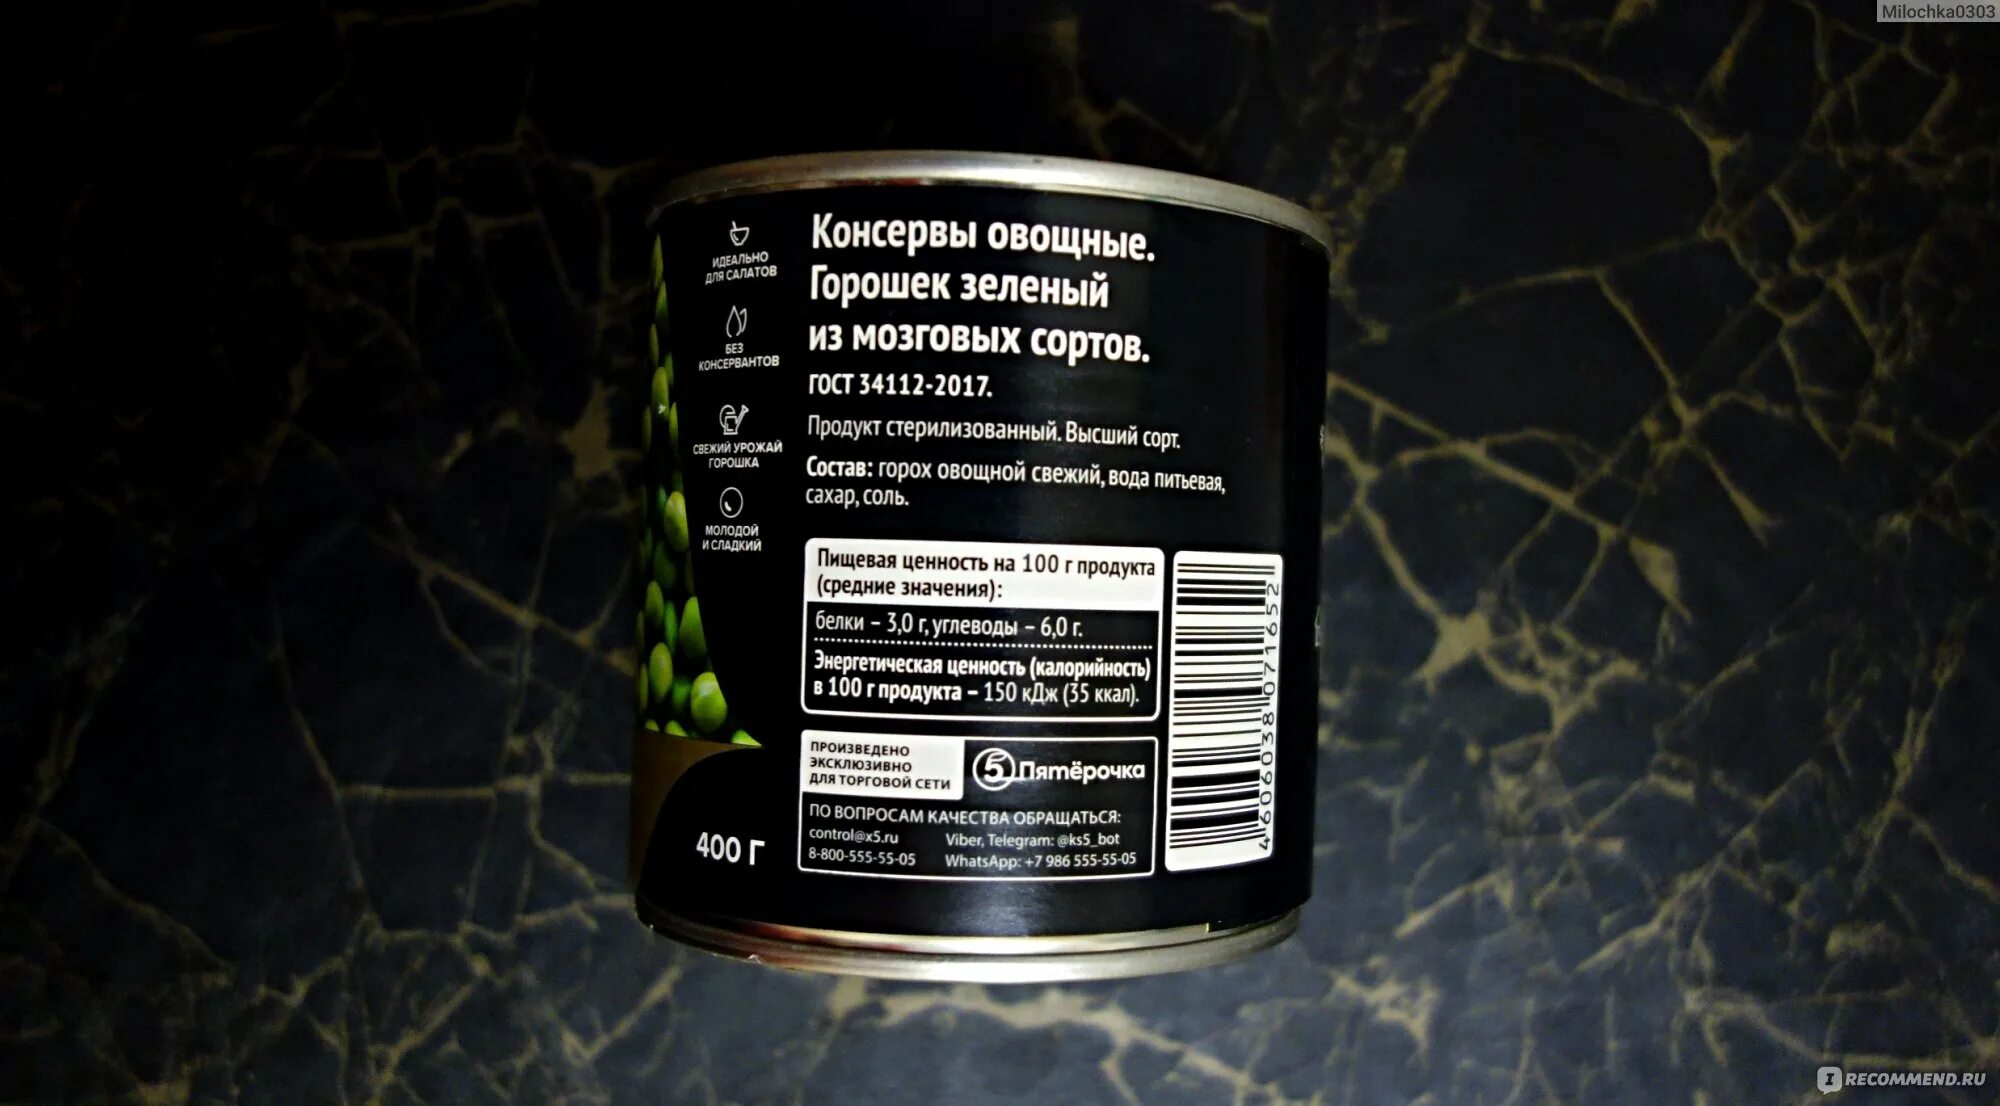 Milochka0303
ИДЕАЛЬНО
ДЛЯ САЛАТОВ
БЕЗ
КОНСЕРВАНТОВ
СВЕЖИЙ УРОЖАЙ
ГОРОШКА
МОЛОДОЙ
И СЛАДКИЙ
400 Г
Консервы овощные.
Горошек зеленый
из мозговых сортов.
ГОСТ 34112-2017.
Продукт стерилизованный. Высший сорт.
Состав: горох овощной свежий, вода питьевая,
сахар, соль.
Пищевая ценность на 100 г продукта
(средние значения):
белки – 3,0 г, углеводы – 6,0 г.
Энергетическая ценность (калорийность)
в 100 г продукта – 150 кДж (35 ккал).
ПРОИЗВЕДЕНО
ЭКСКЛЮЗИВНО
ДЛЯ ТОРГОВОЙ СЕТИ
5 Пятёрочка
ПО ВОПРОСАМ КАЧЕСТВА ОБРАЩАТЬСЯ:
control@x5.ru
8-800-555-55-05
Viber, Telegram: @ks5_bot
WhatsApp: +7 986 555-55-05
4 606038 071652
IRECOMMEND.RU